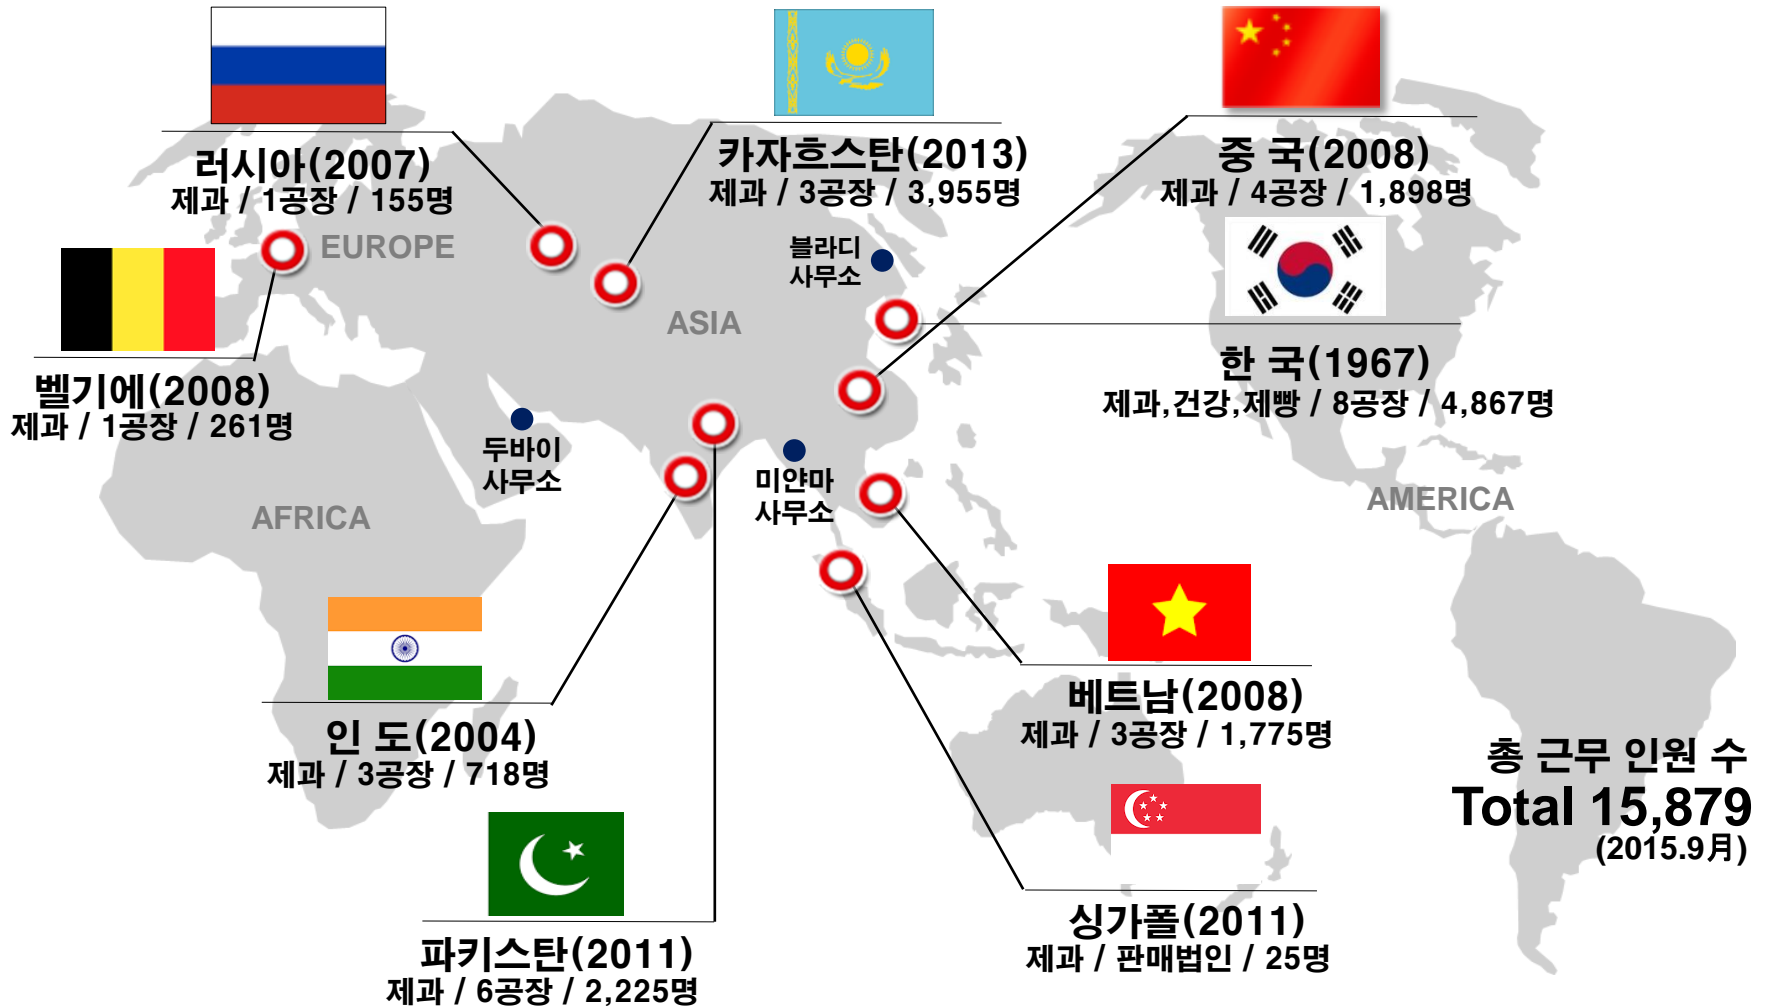 러시아(2007)
제과 / 1공장 / 155명
카자흐스탄(2013)
제과 / 3공장 / 3,955명
중 국(2008)
제과 / 4공장 / 1,898명
EUROPE
블라디
사무소
ASIA
한 국(1967)
제과,건강,제빵 / 8공장 / 4,867명
벨기에(2008)
제과 / 1공장 / 261명
두바이
사무소
미얀마
사무소
AFRICA
AMERICA
인 도(2004)
제과 / 3공장 / 718명
베트남(2008)
제과 / 3공장 / 1,775명
총 근무 인원 수
Total 15,879
(2015.9月)
파키스탄(2011)
제과 / 6공장 / 2,225명
싱가폴(2011)
제과 / 판매법인 / 25명